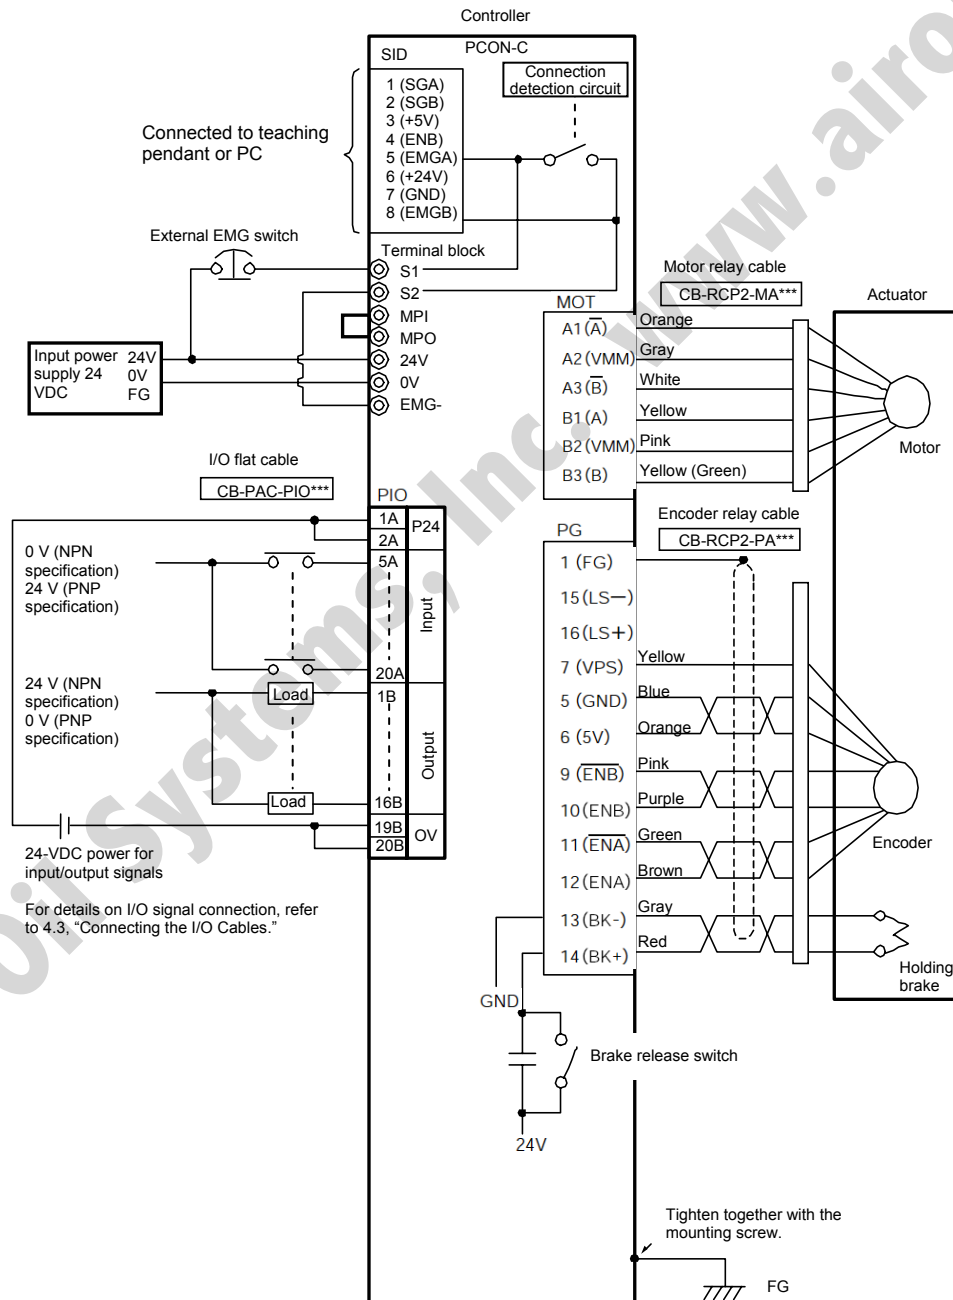 Controller
PCON-C
SID
Connection
detection circuit
1 (SGA)
2 (SGB)
3 (+5V)
4 (ENB)
5 (EMGA)
6 (+24V)
7 (GND)
8 (EMGB)
Connected to teaching
pendant or PC
External EMG switch
Terminal block
S1
S2
MPI
MPO
24V
0V
EMG-
Input power
supply 24
VDC
24V
0V
FG
Motor relay cable
CB-RCP2-MA***
Actuator
MOT
A1(A̅)
A2(VMM)
A3(B̅)
B1(A)
B2(VMM)
B3(B)
Orange
Gray
White
Yellow
Pink
Yellow (Green)
Motor
I/O flat cable
CB-PAC-PIO***
PIO
1A
2A
P24
5A
20A
Input
1B
16B
Output
19B
20B
OV
0 V (NPN
specification)
24 V (PNP
specification)
24 V (NPN
specification)
0 V (PNP
specification)
Load
Load
24-VDC power for
input/output signals
For details on I/O signal connection, refer
to 4.3, “Connecting the I/O Cables.”
Encoder relay cable
CB-RCP2-PA***
PG
1 (FG)
15(LS−)
16(LS+)
7 (VPS)
5 (GND)
6 (5V)
9 (E̅N̅B̅)
10(ENB)
11(E̅N̅A̅)
12(ENA)
13(BK-)
14(BK+)
Yellow
Blue
Orange
Pink
Purple
Green
Brown
Gray
Red
Encoder
Holding
brake
GND
Brake release switch
24V
Tighten together with the
mounting screw.
FG
Oil Systems, Inc. www.airo